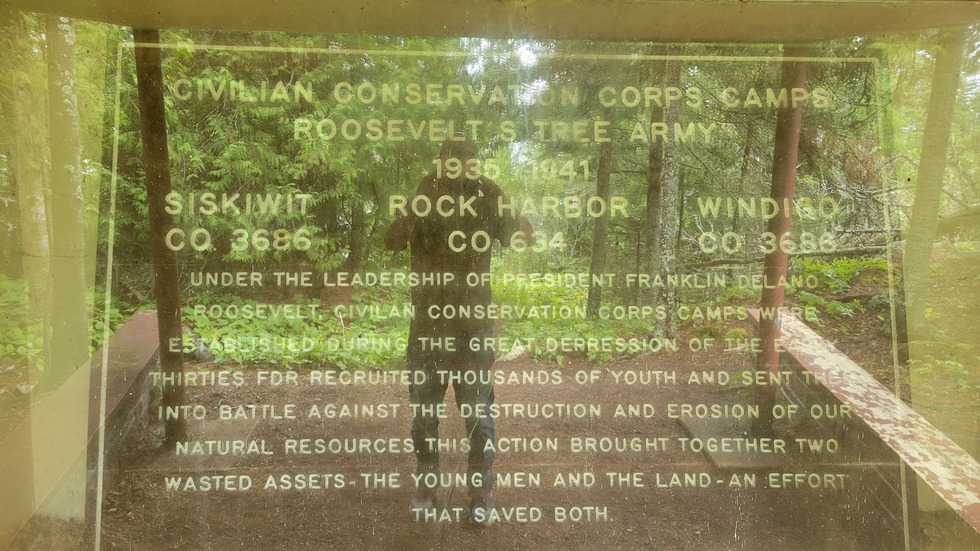 CIVILIAN CONSERVATION CORPS CAMPS
"ROOSEVELT'S TREE ARMY"
1935 - 1941
SISKIWIT ROCK HARBOR WINDIGO
CO. 3686 CO. 634 CO. 3688
UNDER THE LEADERSHIP OF PRESIDENT FRANKLIN DELANO
ROOSEVELT, CIVILAN CONSERVATION CORPS CAMPS WERE
ESTABLISHED DURING THE GREAT DEPRESSION OF THE
THIRTIES FDR RECRUITED THOUSANDS OF YOUTH AND SENT THEM
INTO BATTLE AGAINST THE DESTRUCTION AND EROSION OF OUR
NATURAL RESOURCES. THIS ACTION BROUGHT TOGETHER TWO
WASTED ASSETS-THE YOUNG MEN AND THE LAND-AN EFFORT
THAT SAVED BOTH.